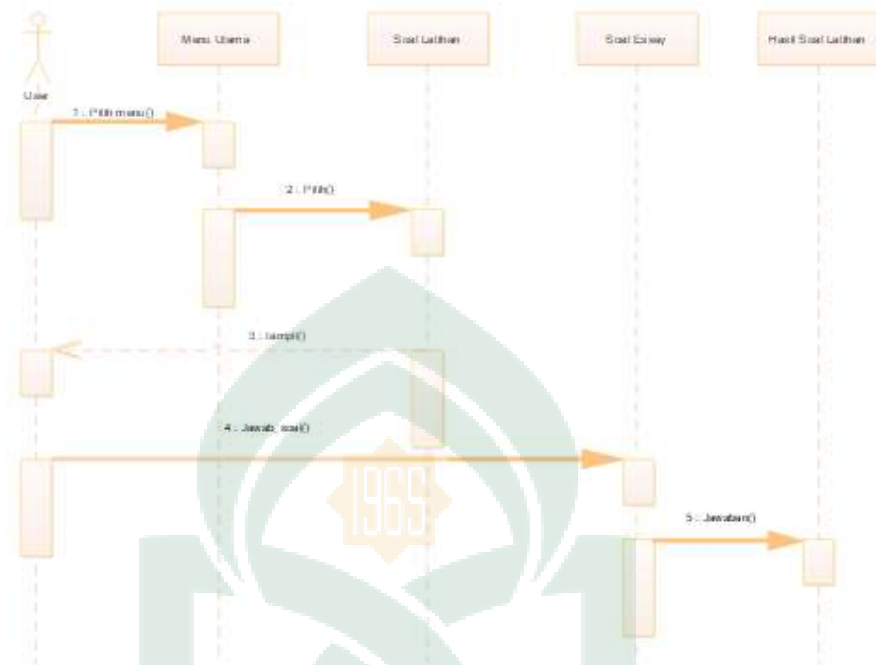 Menu Utama
Soal Latihan
Soal Essay
Hasil Soal Latihan
User
1 : Pilih menu()
2 : Pilih()
3 : tampil()
4 : Jawab_soal()
5 : Jawaban()
1965